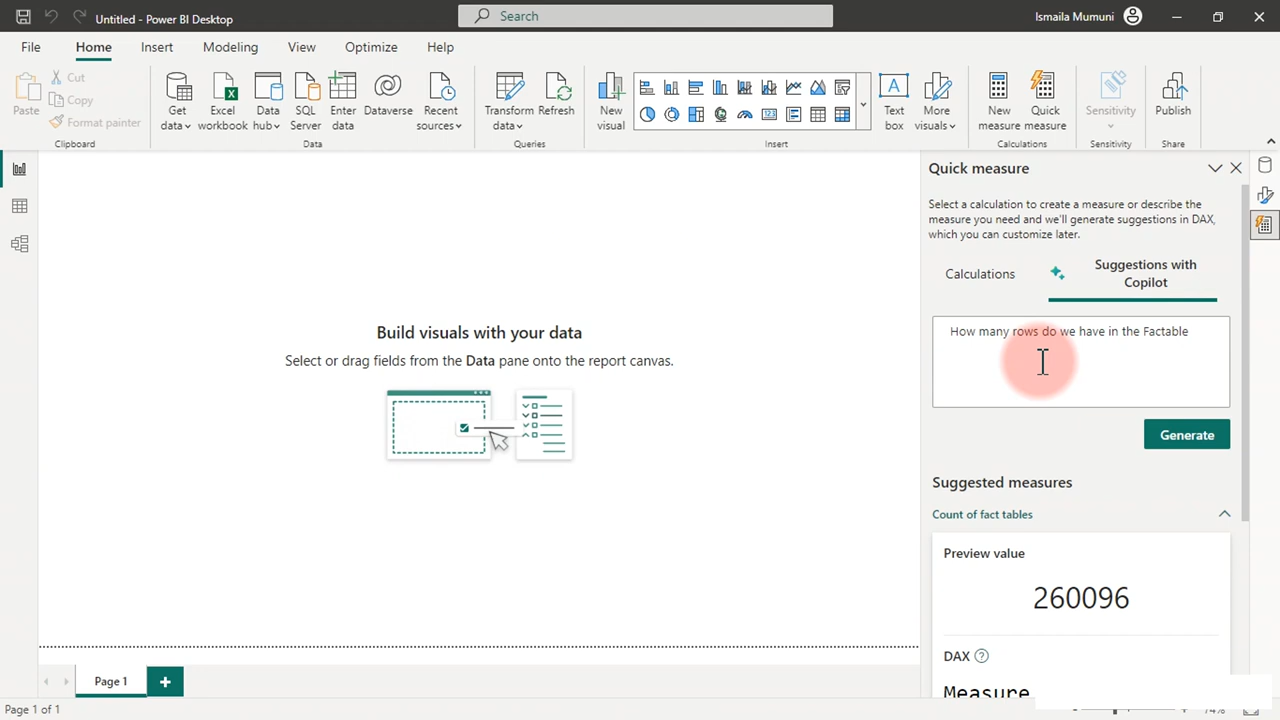 Untitled - Power BI Desktop
Search
Ismaila Mumuni
File
Home
Insert
Modeling
View
Optimize
Help
Paste
Cut
Copy
Format painter
Clipboard
Get data
Excel workbook
Data hub
SQL Server
Enter data
Dataverse
Recent sources
Data
Transform data
Refresh
Queries
New visual
Text box
More visuals
Insert
New measure
Quick measure
Calculations
Sensitivity
Sensitivity
Publish
Share
Build visuals with your data
Select or drag fields from the Data pane onto the report canvas.
Quick measure
Select a calculation to create a measure or describe the
measure you need and we'll generate suggestions in DAX,
which you can customize later.
Calculations
Suggestions with
Copilot
How many rows do we have in the Factable
Generate
Suggested measures
Count of fact tables
Preview value
260096
DAX
Measure
Page 1
Page 1 of 1
74%